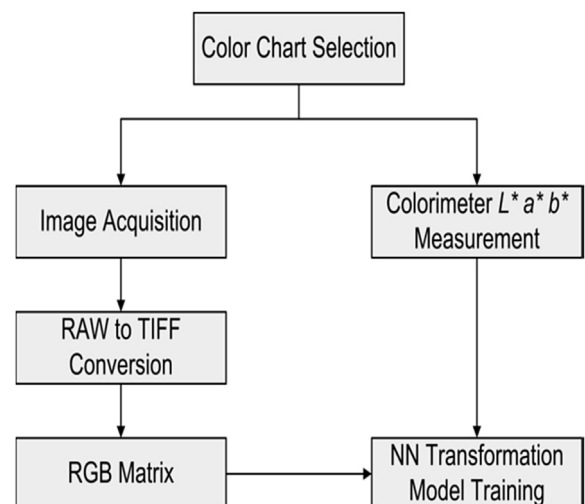 Color Chart Selection
Image Acquisition
Colorimeter L* a* b*
Measurement
RAW to TIFF
Conversion
RGB Matrix
NN Transformation
Model Training